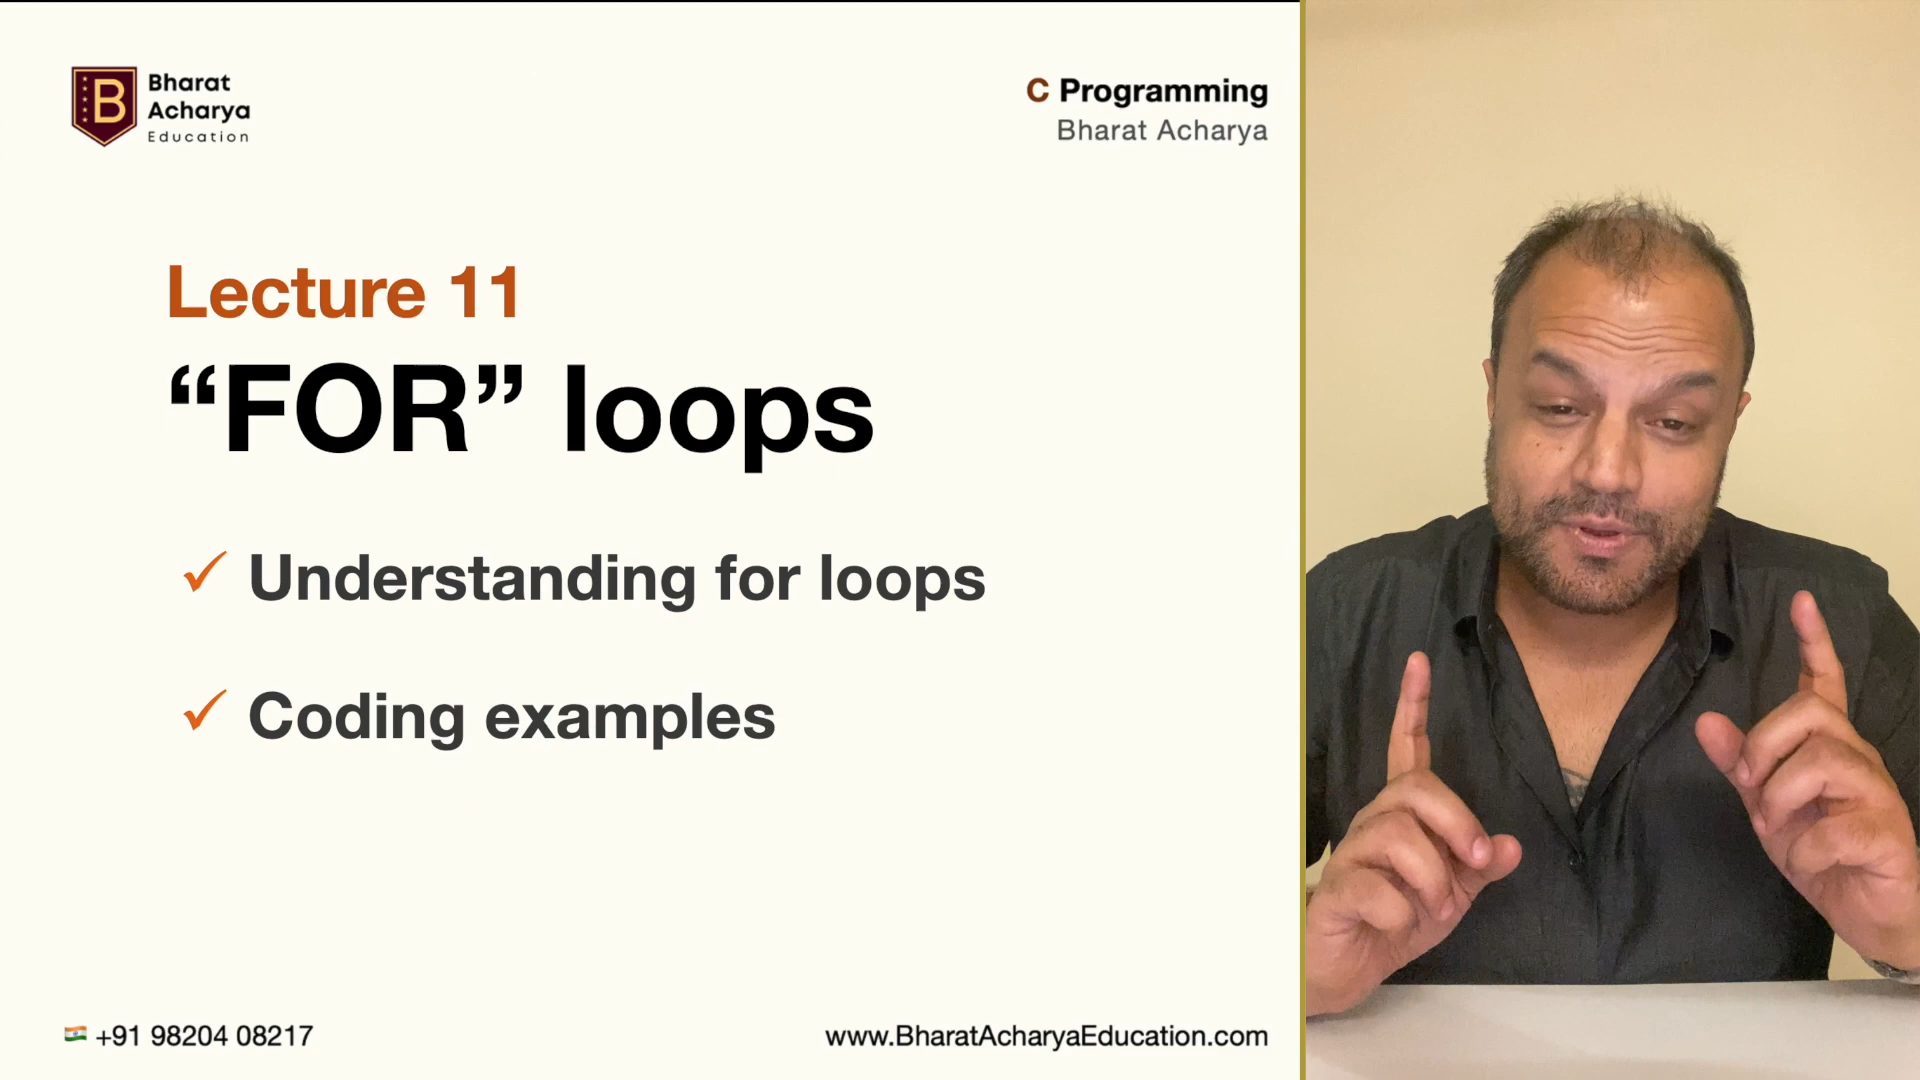 Bharat
Acharya
Education
C Programming
Bharat Acharya
Lecture 11
“FOR” loops
✓ Understanding for loops
✓ Coding examples
+91 98204 08217
www.BharatAcharyaEducation.com